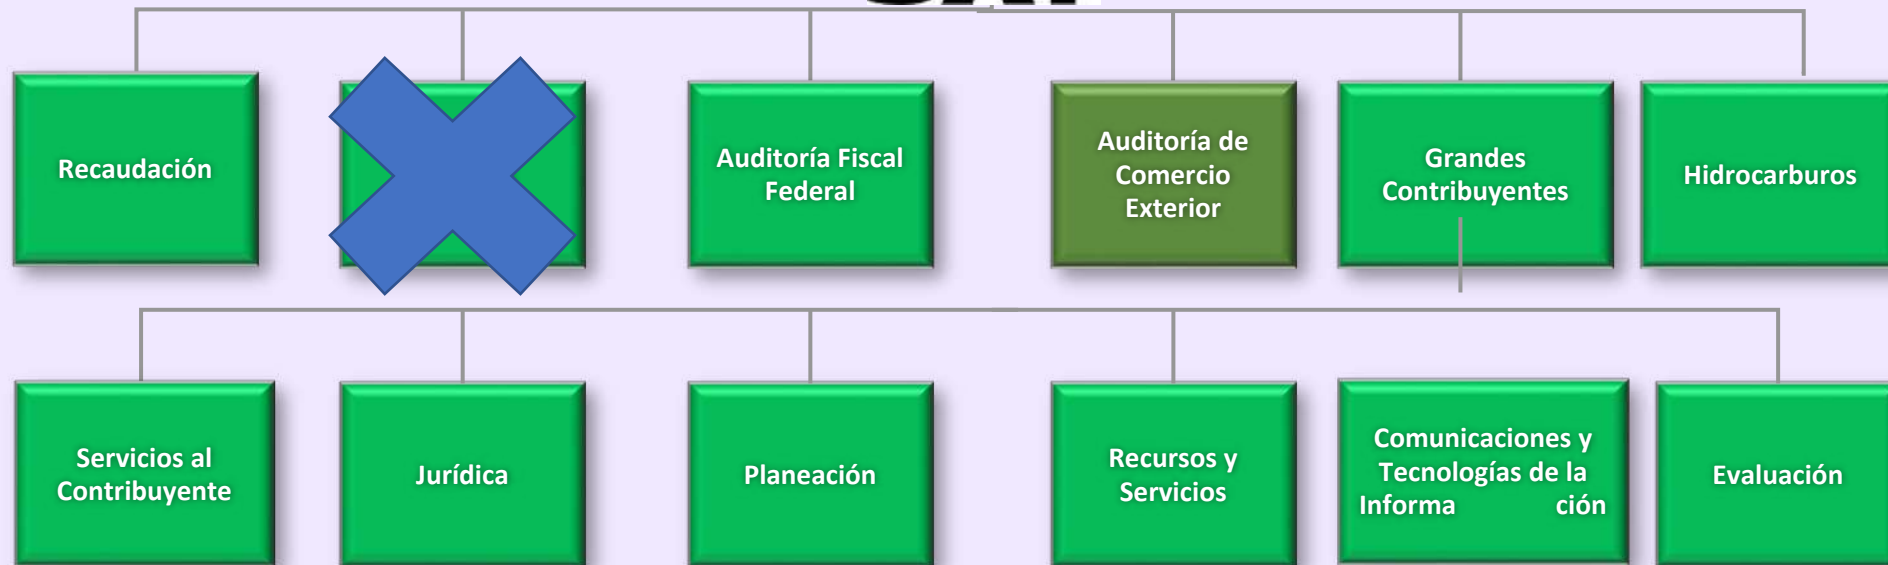 Recaudación
Auditoría Fiscal
Federal
Auditoría de
Comercio
Exterior
Grandes
Contribuyentes
Hidrocarburos
Servicios al
Contribuyente
Jurídica
Planeación
Recursos y
Servicios
Comunicaciones y
Tecnologías de la
Informa ción
Evaluación